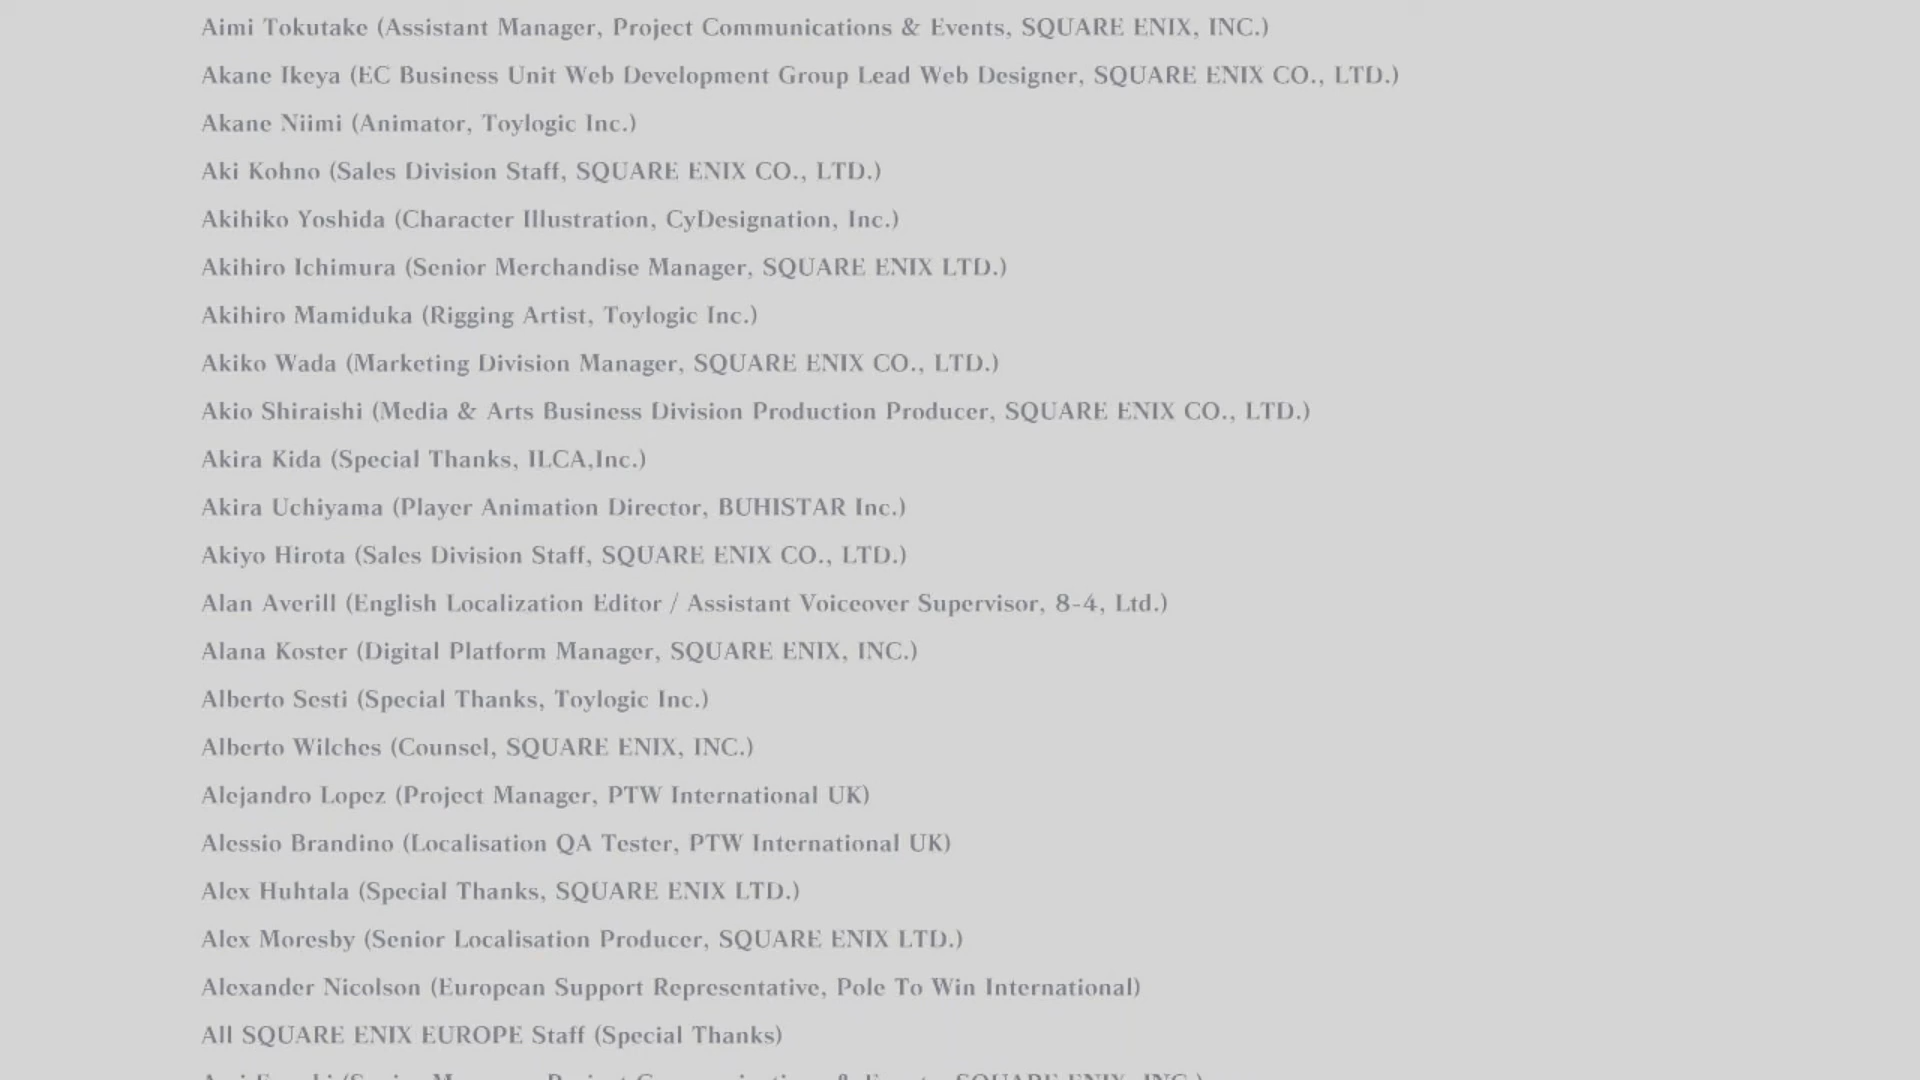 Aimi Tokutake (Assistant Manager, Project Communications & Events, SQUARE ENIX, INC.)
Akane Ikeya (EC Business Unit Web Development Group Lead Web Designer, SQUARE ENIX CO., LTD.)
Akane Niimi (Animator, Toylogic Inc.)
Aki Kohno (Sales Division Staff, SQUARE ENIX CO., LTD.)
Akihiko Yoshida (Character Illustration, CyDesignation, Inc.)
Akihiro Ichimura (Senior Merchandise Manager, SQUARE ENIX LTD.)
Akihiro Mamiduka (Rigging Artist, Toylogic Inc.)
Akiko Wada (Marketing Division Manager, SQUARE ENIX CO., LTD.)
Akio Shiraishi (Media & Arts Business Division Production Producer, SQUARE ENIX CO., LTD.)
Akira Kida (Special Thanks, ILCA,Inc.)
Akira Uchiyama (Player Animation Director, BUHISTAR Inc.)
Akiyo Hirota (Sales Division Staff, SQUARE ENIX CO., LTD.)
Alan Averill (English Localization Editor / Assistant Voiceover Supervisor, 8-4, Ltd.)
Alana Koster (Digital Platform Manager, SQUARE ENIX, INC.)
Alberto Sesti (Special Thanks, Toylogic Inc.)
Alberto Wilches (Counsel, SQUARE ENIX, INC.)
Alejandro Lopez (Project Manager, PTW International UK)
Alessio Brandino (Localisation QA Tester, PTW International UK)
Alex Huhtala (Special Thanks, SQUARE ENIX LTD.)
Alex Moresby (Senior Localisation Producer, SQUARE ENIX LTD.)
Alexander Nicolson (European Support Representative, Pole To Win International)
All SQUARE ENIX EUROPE Staff (Special Thanks)